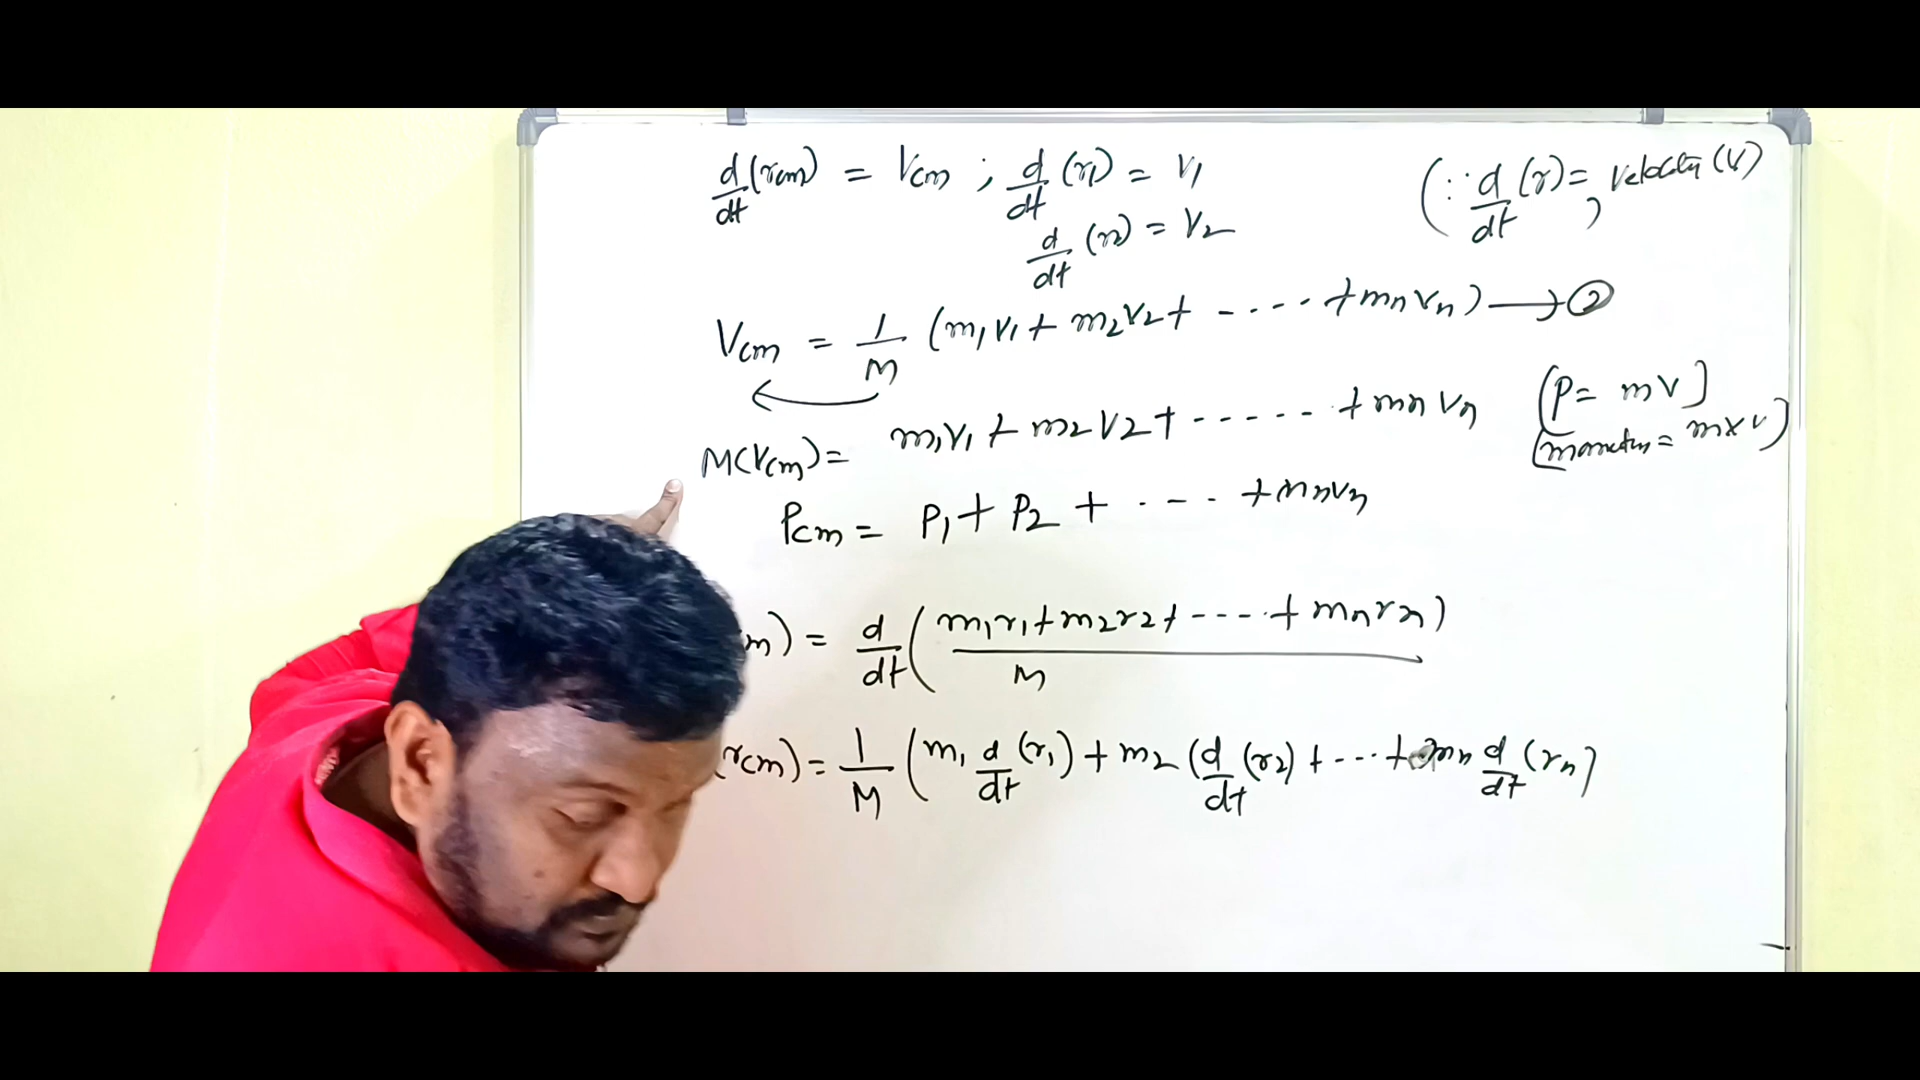 d/dt (rcm) = Vcm ; d/dt (r1) = V1 (∵ d/dt (r) = velocity (V))
d/dt (r2) = V2
Vcm = 1/M (m1v1 + m2v2 + ----- + mnvn) → ②
M(Vcm) = m1v1 + m2v2 + ------ + mnvn (P = mv)
= m×v)
Pcm = P1 + P2 + ---- + mnvn
m) = d/dt (m1r1 + m2r2 + ---- + mnrn)/M
(rcm) = 1/M (m1 d/dt (r1) + m2 (d/dt (r2) + --- + mn d/dt (rn)